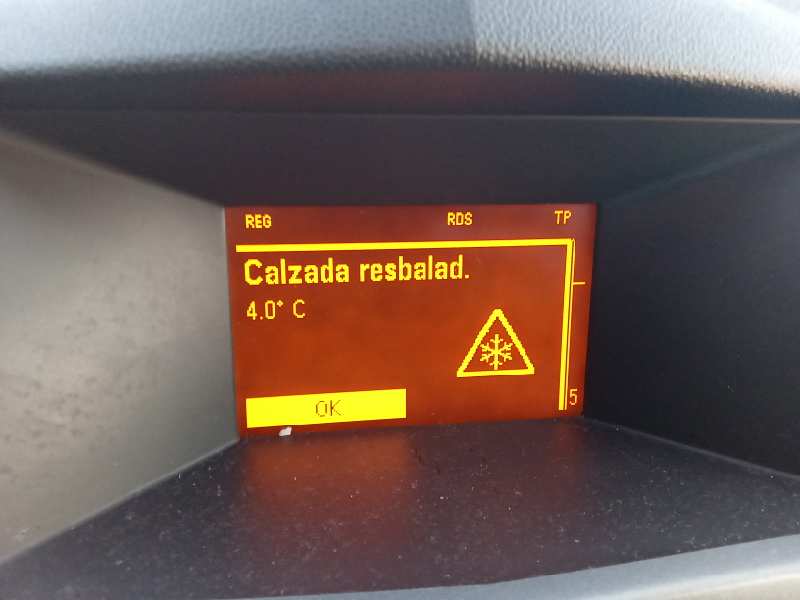 REG RDS TP
Calzada resbalad.
4.0° C
OK
5